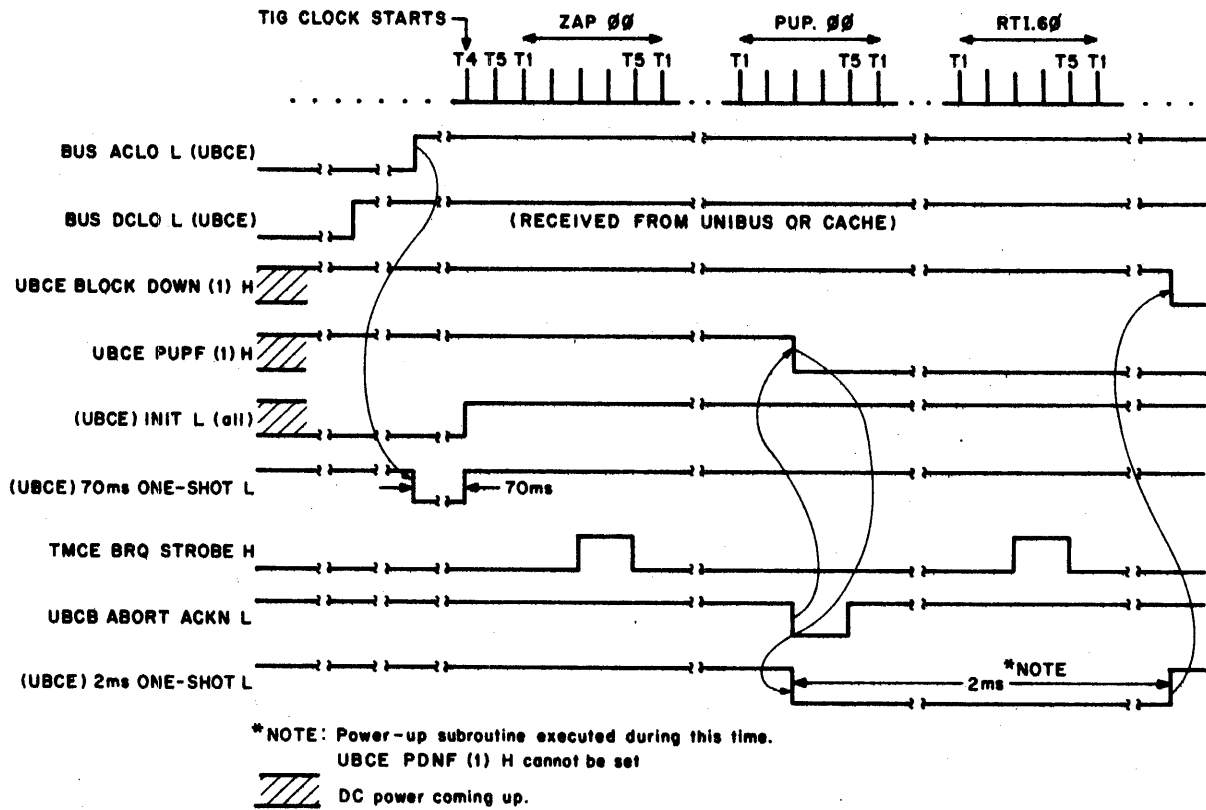 TIG CLOCK STARTS
ZAP ØØ
PUP. ØØ
RTI.6Ø
T4 T5 T1 T5 T1 T1 T5 T1 T1 T5 T1
BUS ACLO L (UBCE)
BUS DCLO L (UBCE)
(RECEIVED FROM UNIBUS OR CACHE)
UBCE BLOCK DOWN (1) H
UBCE PUPF (1) H
(UBCE) INIT L (all)
(UBCE) 70ms ONE-SHOT L
70ms
TMCE BRQ STROBE H
UBCB ABORT ACKN L
(UBCE) 2ms ONE-SHOT L
*NOTE
2ms
*NOTE: Power-up subroutine executed during this time.
UBCE PDNF (1) H cannot be set
DC power coming up.